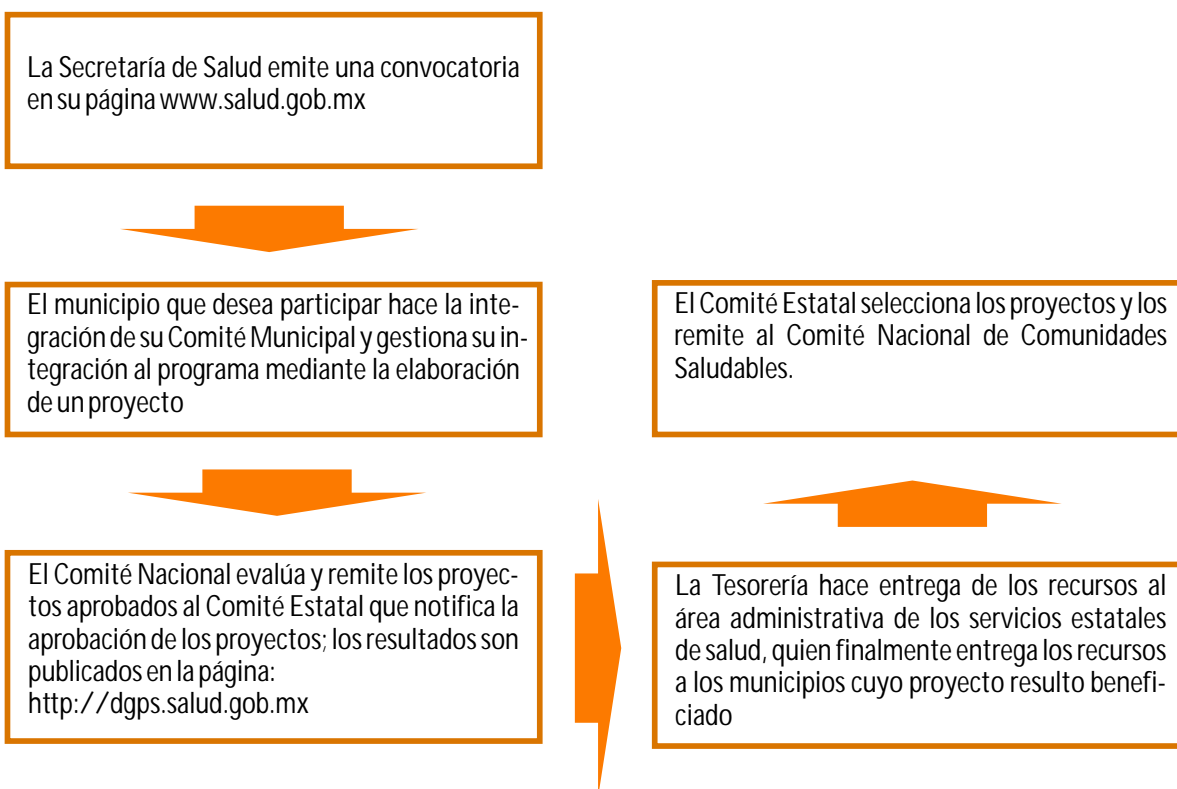 La Secretaría de Salud emite una convocatoria
en su página www.salud.gob.mx
El municipio que desea participar hace la inte-
gración de su Comité Municipal y gestiona su in-
tegración al programa mediante la elaboración
de un proyecto
El Comité Nacional evalúa y remite los proyec-
tos aprobados al Comité Estatal que notifica la
aprobación de los proyectos; los resultados son
publicados en la página:
http://dgps.salud.gob.mx
La Tesorería hace entrega de los recursos al
área administrativa de los servicios estatales
de salud, quien finalmente entrega los recursos
a los municipios cuyo proyecto resulto benefi-
ciado
El Comité Estatal selecciona los proyectos y los
remite al Comité Nacional de Comunidades
Saludables.